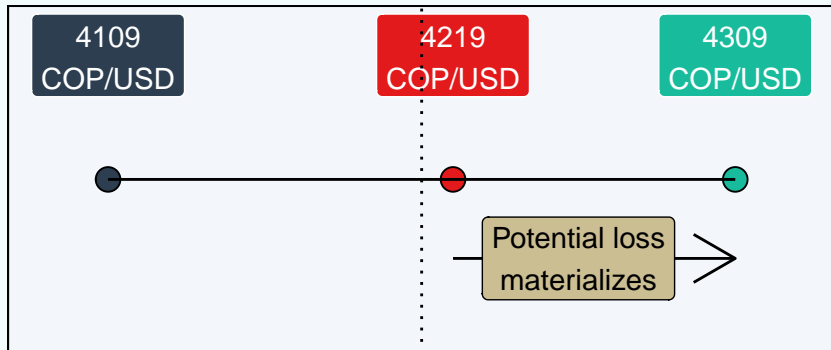 4109
COP/USD
4219
COP/USD
4309
COP/USD
Potential loss
materializes